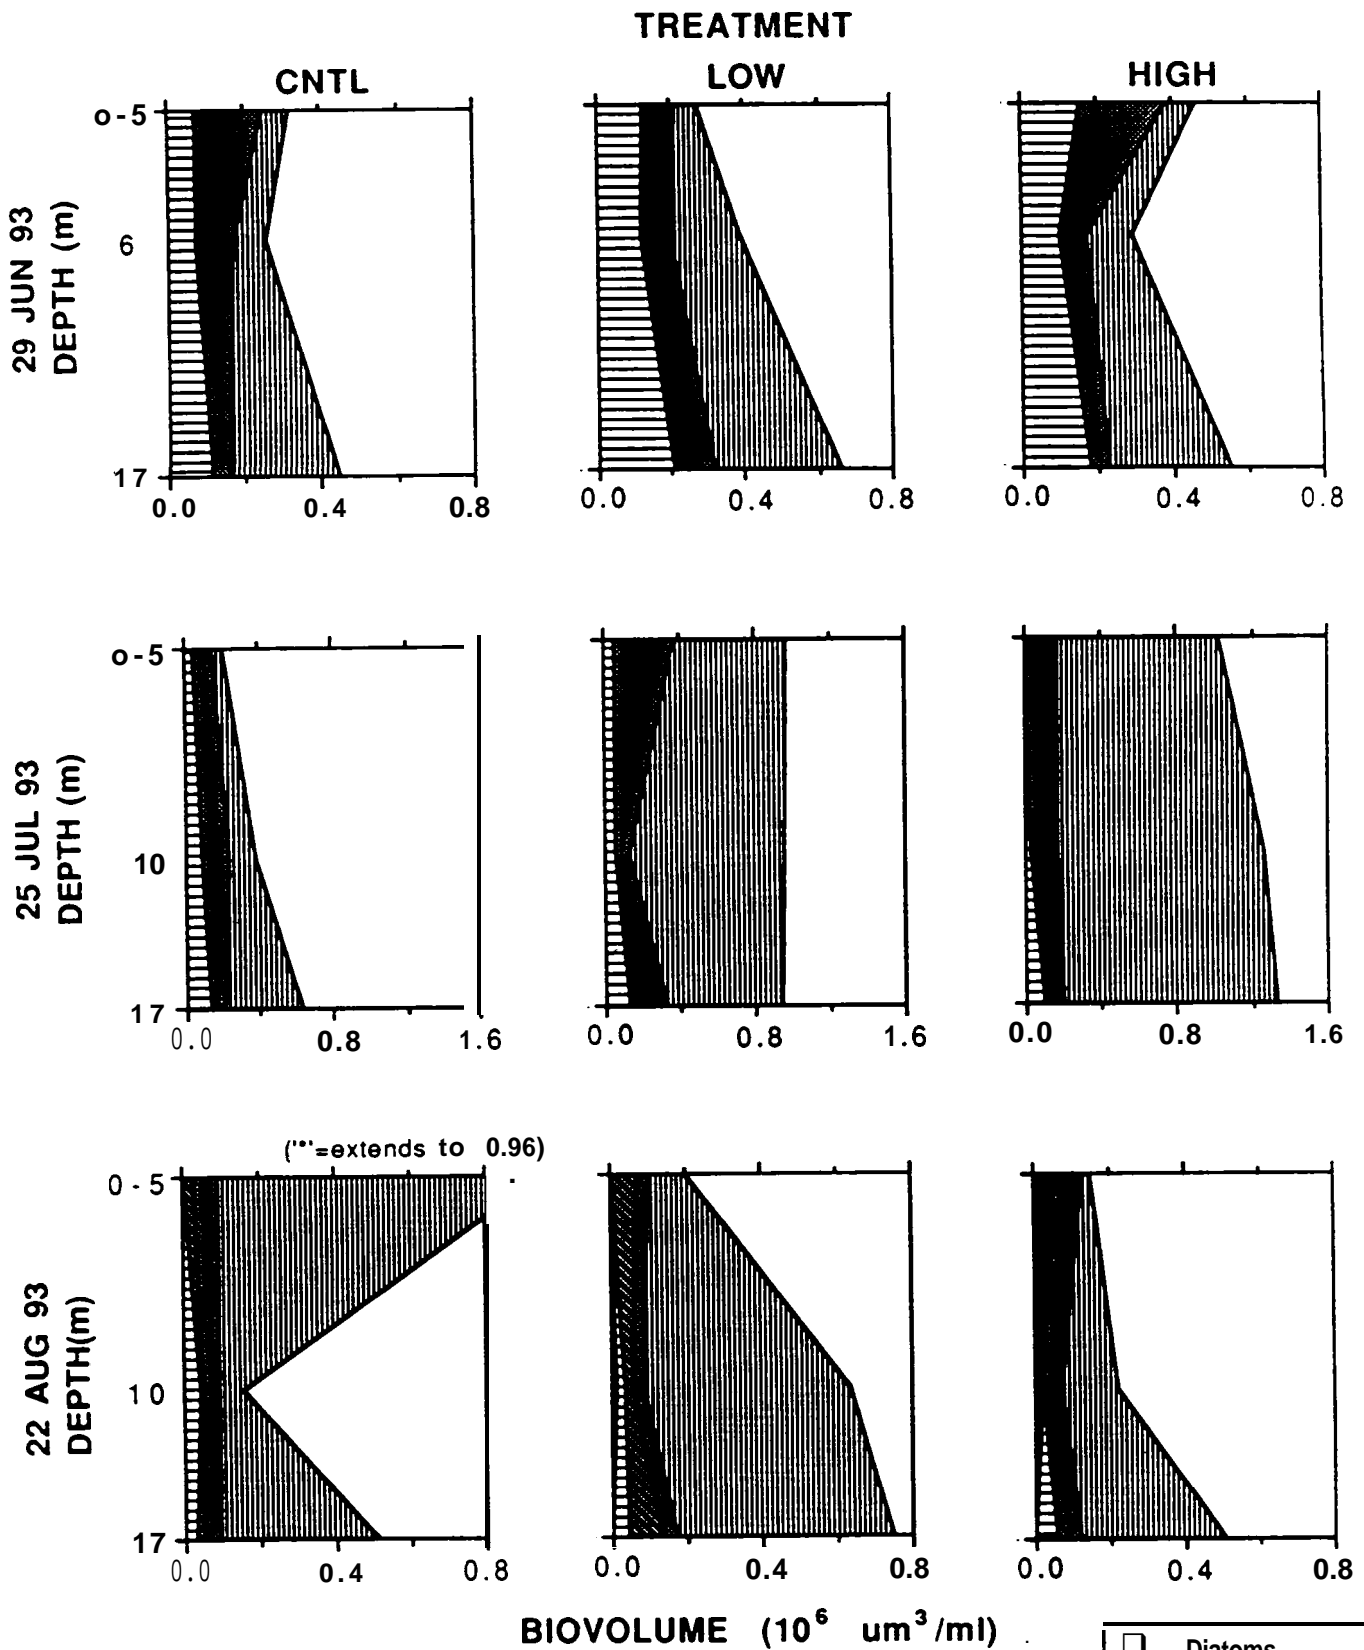 TREATMENT
CNTL LOW HIGH
o-5
6
17
29 JUN 93
DEPTH (m)
0.0 0.4 0.8 0.0 0.4 0.8 0.0 0.4 0.8
o-5
10
17
25 JUL 93
DEPTH (m)
0.0 0.8 1.6 0.0 0.8 1.6 0.0 0.8 1.6
("*"=extends to 0.96)
0-5
10
17
22 AUG 93
DEPTH(m)
0.0 0.4 0.8 0.0 0.4 0.8 0.0 0.4 0.8
BIOVOLUME (10⁶ um³/ml)
Diatoms